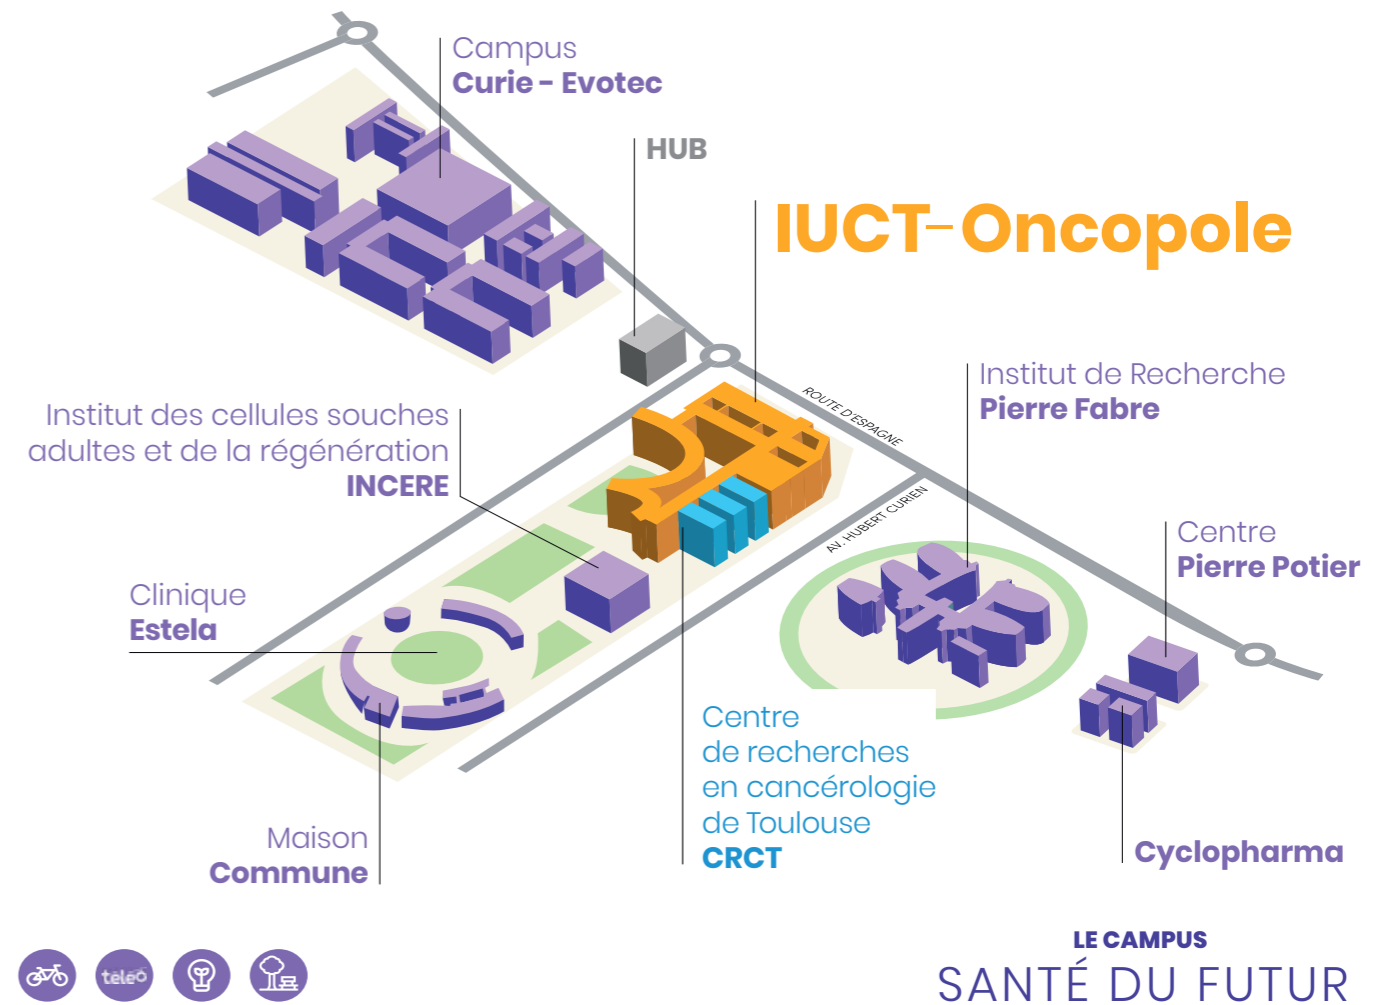 Campus
Curie - Evotec
HUB
IUCT-Oncopole
ROUTE D'ESPAGNE
Institut de Recherche
Pierre Fabre
Institut des cellules souches
adultes et de la régénération
INCERE
AV. HUBERT CURIEN
Centre
Pierre Potier
Clinique
Estela
Centre
de recherches
en cancérologie
de Toulouse
CRCT
Maison
Commune
Cyclopharma
LE CAMPUS
SANTÉ DU FUTUR
téléo